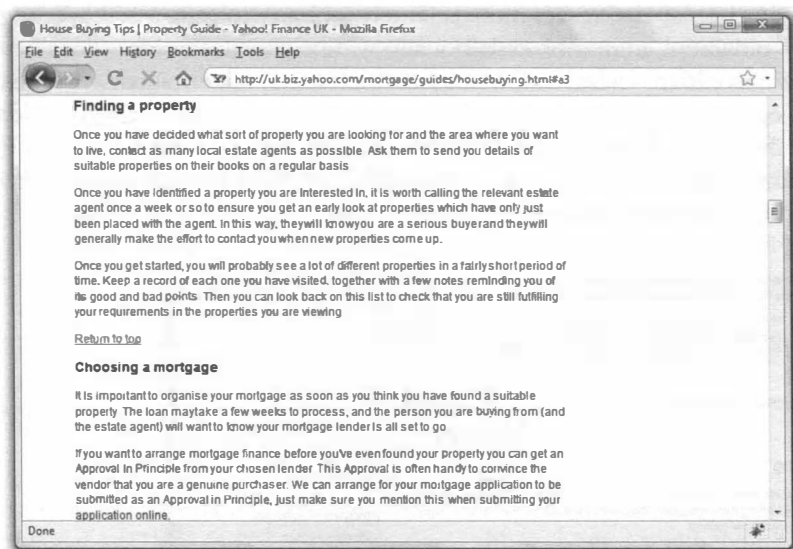 House Buying Tips | Property Guide - Yahoo! Finance UK - Mozilla Firefox
File Edit View History Bookmarks Tools Help
http://uk.biz.yahoo.com/mortgage/guides/housebuying.html#a3
Finding a property
Once you have decided what sort of property you are looking for and the area where you want
to live, contact as many local estate agents as possible. Ask them to send you details of
suitable properties on their books on a regular basis
Once you have identified a property you are interested in, it is worth calling the relevant estate
agent once a week or so to ensure you get an early look at properties which have only just
been placed with the agent. In this way, they will know you are a serious buyer and they will
generally make the effort to contact you when new properties come up.
Once you get started, you will probably see a lot of different properties in a fairly short period of
time. Keep a record of each one you have visited, together with a few notes reminding you of
its good and bad points. Then you can look back on this list to check that you are still fulfilling
your requirements in the properties you are viewing
Return to top
Choosing a mortgage
It is important to organise your mortgage as soon as you think you have found a suitable
property. The loan may take a few weeks to process, and the person you are buying from (and
the estate agent) will want to know your mortgage lender is all set to go
If you want to arrange mortgage finance before you've even found your property you can get an
Approval In Principle from your chosen lender. This Approval is often handy to convince the
vendor that you are a genuine purchaser. We can arrange for your mortgage application to be
submitted as an Approval in Principle, just make sure you mention this when submitting your
application online.
Done